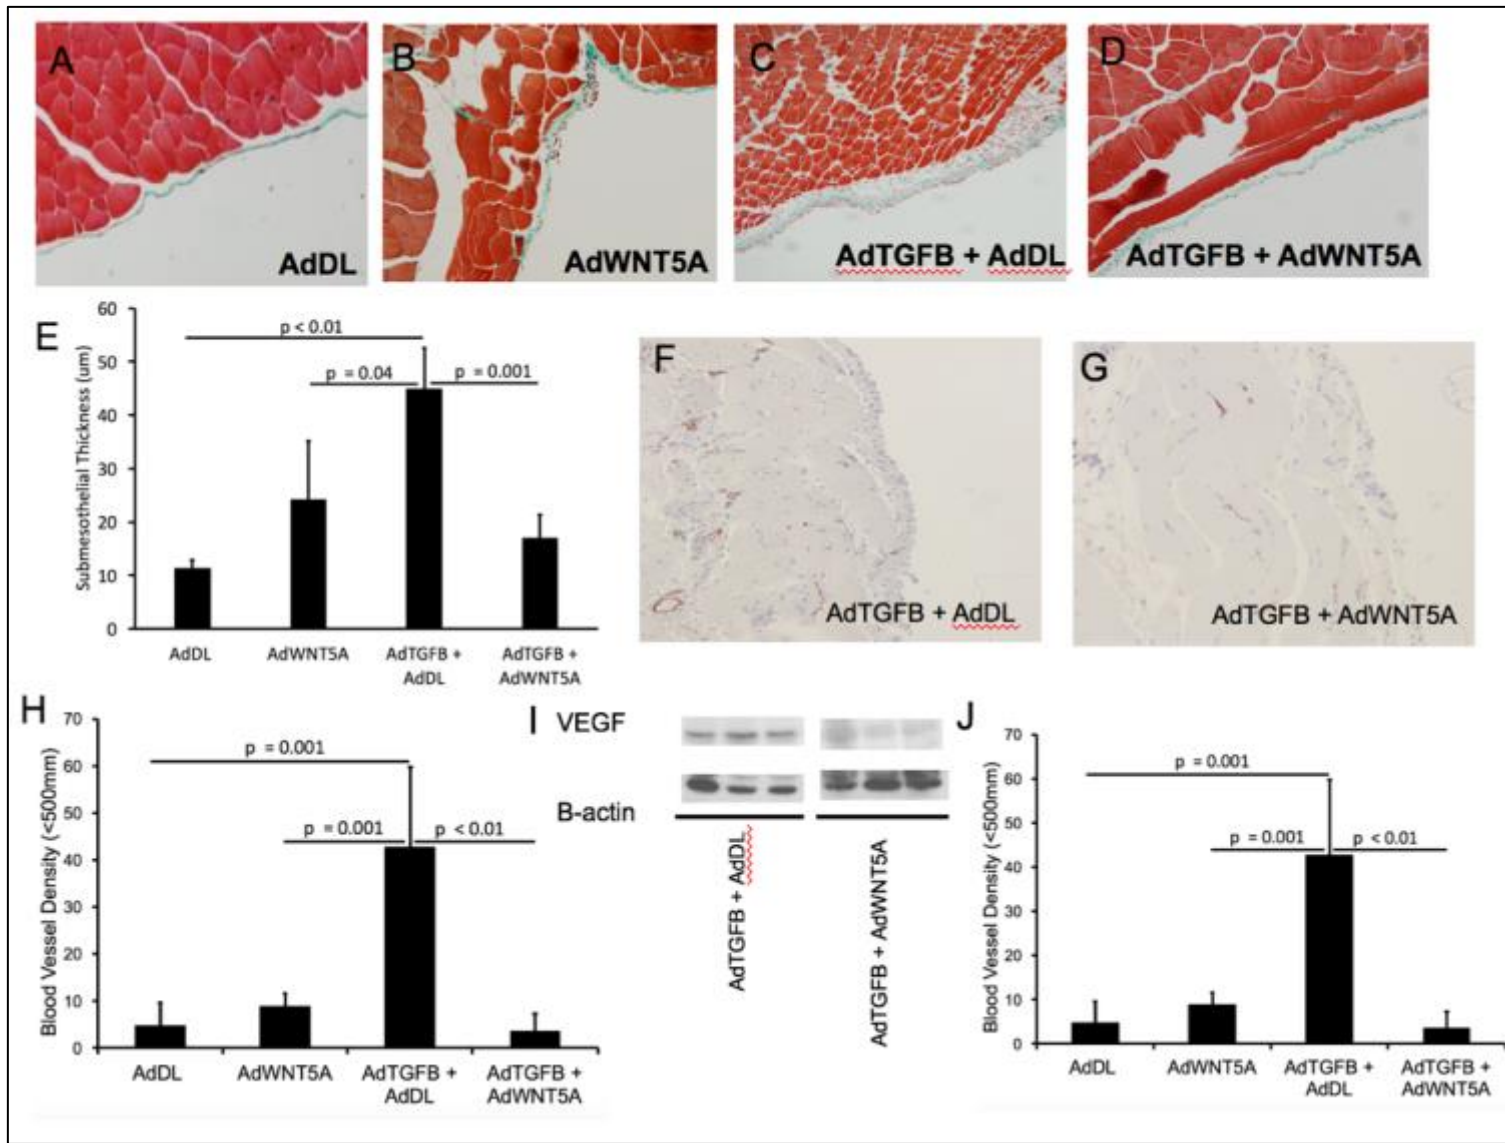 A
B
C
D
AdDL
AdWNT5A
AdTGFB + AdDL
AdTGFB + AdWNT5A
E
Submesothelial Thickness (um)
60
50
40
30
20
10
0
p < 0.01
p = 0.04
p = 0.001
AdDL
AdWNT5A
AdTGFB +
AdDL
AdTGFB +
AdWNT5A
F
AdTGFB + AdDL
G
AdTGFB + AdWNT5A
H
Blood Vessel Density (<500mm)
70
60
50
40
30
20
10
0
p = 0.001
p = 0.001
p < 0.01
AdDL
AdWNT5A
AdTGFB +
AdDL
AdTGFB +
AdWNT5A
I
VEGF
B-actin
AdTGFB + AdDL
AdTGFB + AdWNT5A
J
Blood Vessel Density (<500mm)
70
60
50
40
30
20
10
0
p = 0.001
p = 0.001
p < 0.01
AdDL
AdWNT5A
AdTGFB +
AdDL
AdTGFB +
AdWNT5A